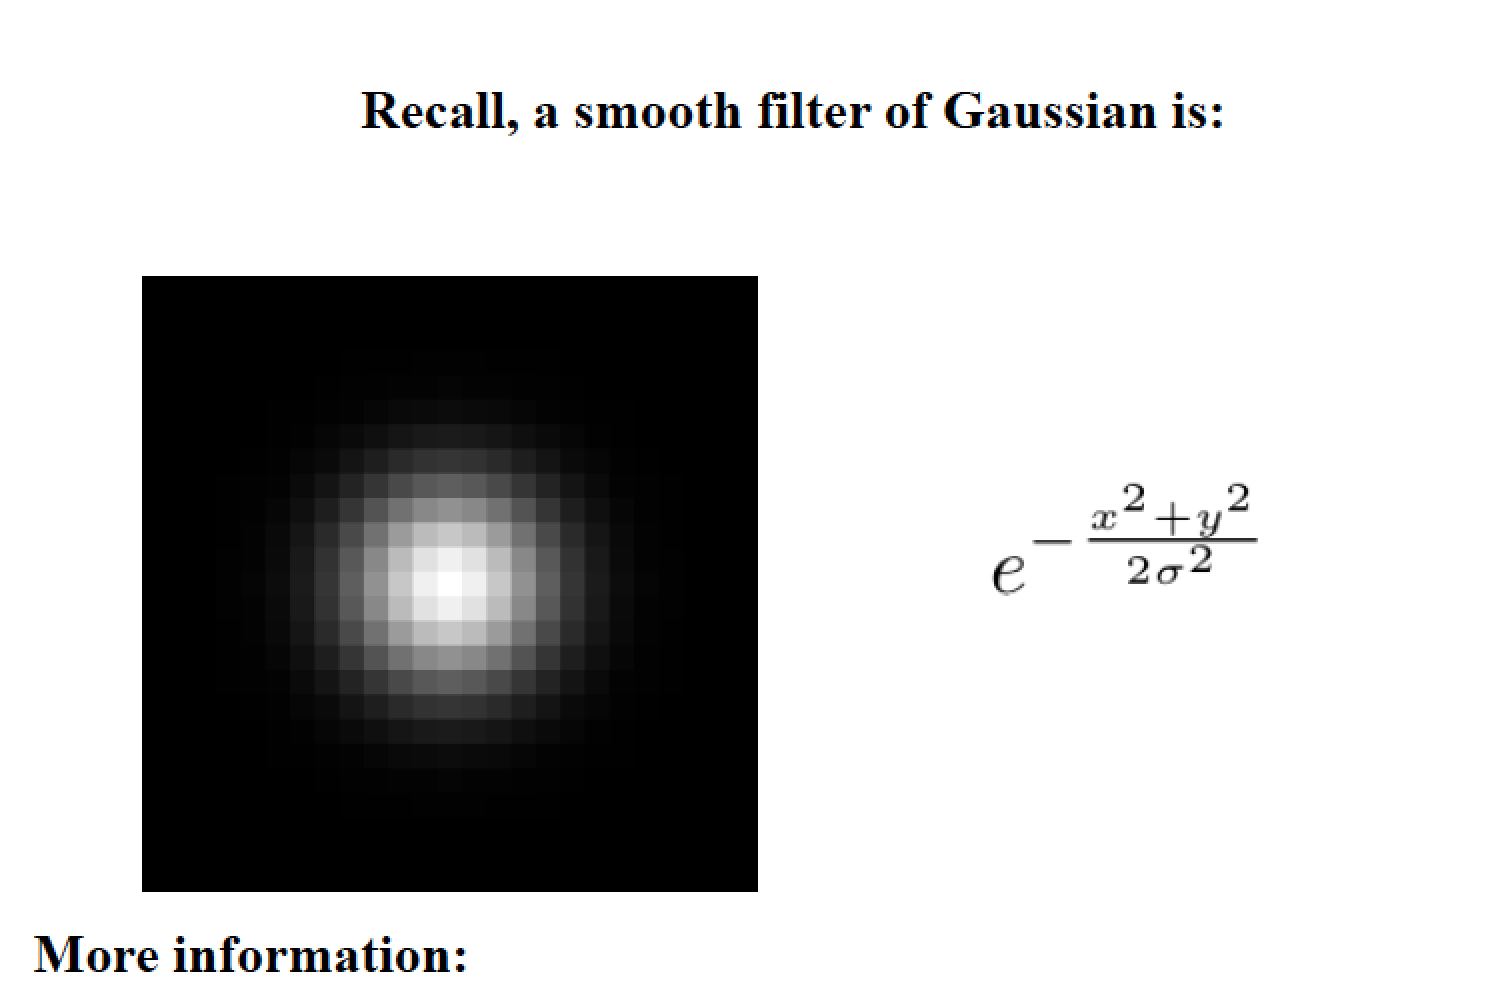 Recall, a smooth filter of Gaussian is:
e^{-\frac{x^2+y^2}{2\sigma^2}}
More information: